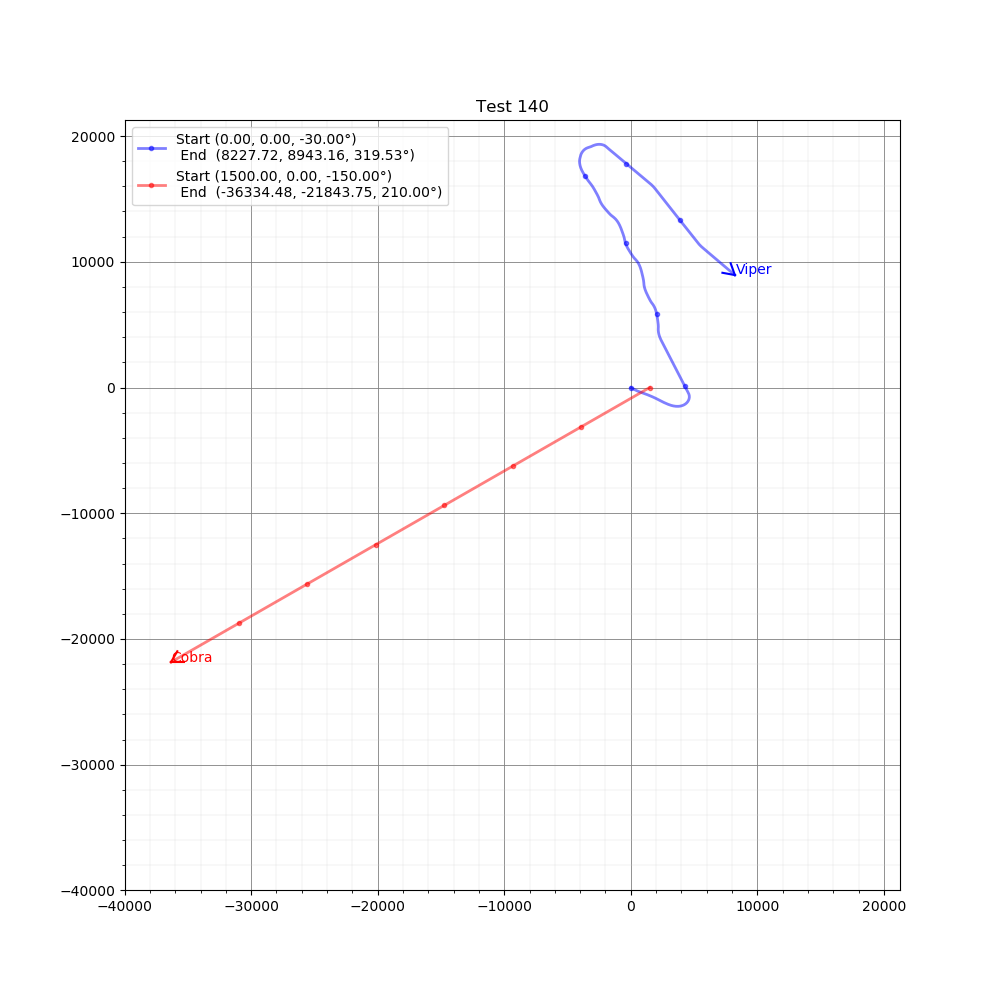 Test 140
Start (0.00, 0.00, -30.00°)
End (8227.72, 8943.16, 319.53°)
Start (1500.00, 0.00, -150.00°)
End (-36334.48, -21843.75, 210.00°)
20000
10000
0
−10000
−20000
−30000
−40000
Viper
Cobra
−40000
−30000
−20000
−10000
0
10000
20000